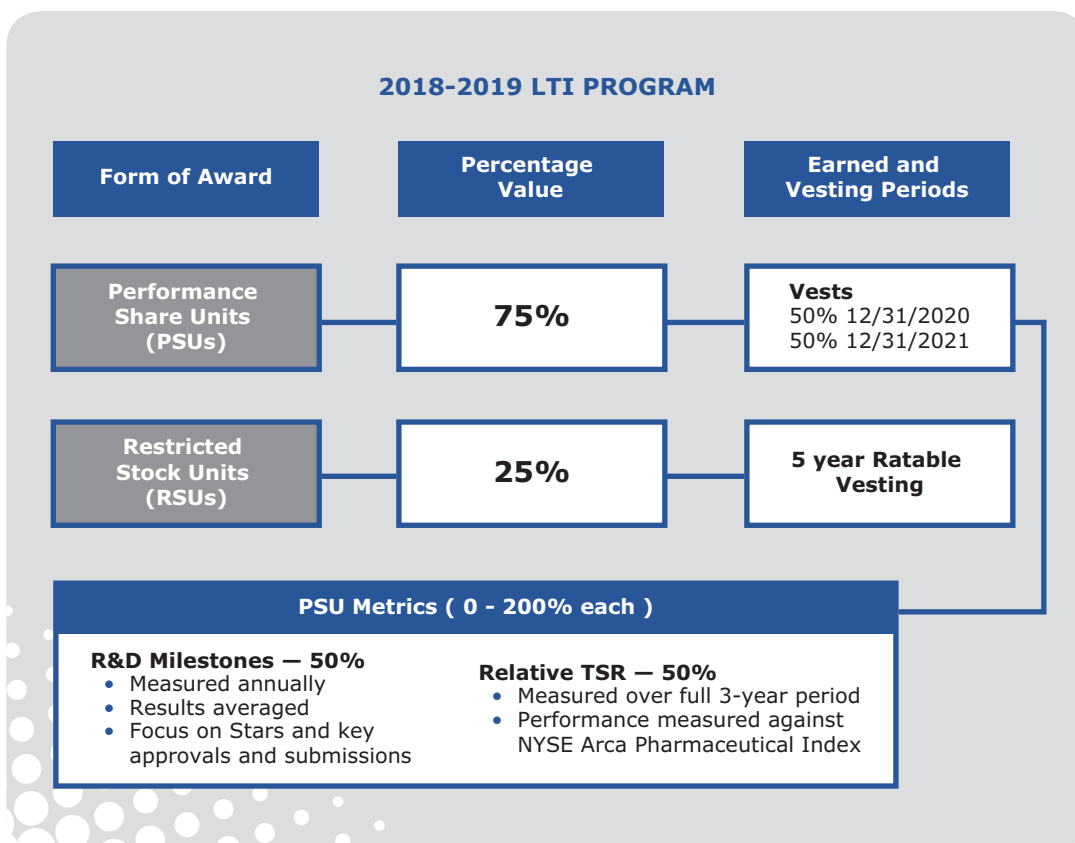 2018-2019 LTI PROGRAM
Form of Award
Percentage
Value
Earned and
Vesting Periods
Performance
Share Units
(PSUs)
75%
Vests
50% 12/31/2020
50% 12/31/2021
Restricted
Stock Units
(RSUs)
25%
5 year Ratable
Vesting
PSU Metrics ( 0 - 200% each )
R&D Milestones — 50%
• Measured annually
• Results averaged
• Focus on Stars and key
approvals and submissions
Relative TSR — 50%
• Measured over full 3-year period
• Performance measured against
NYSE Arca Pharmaceutical Index